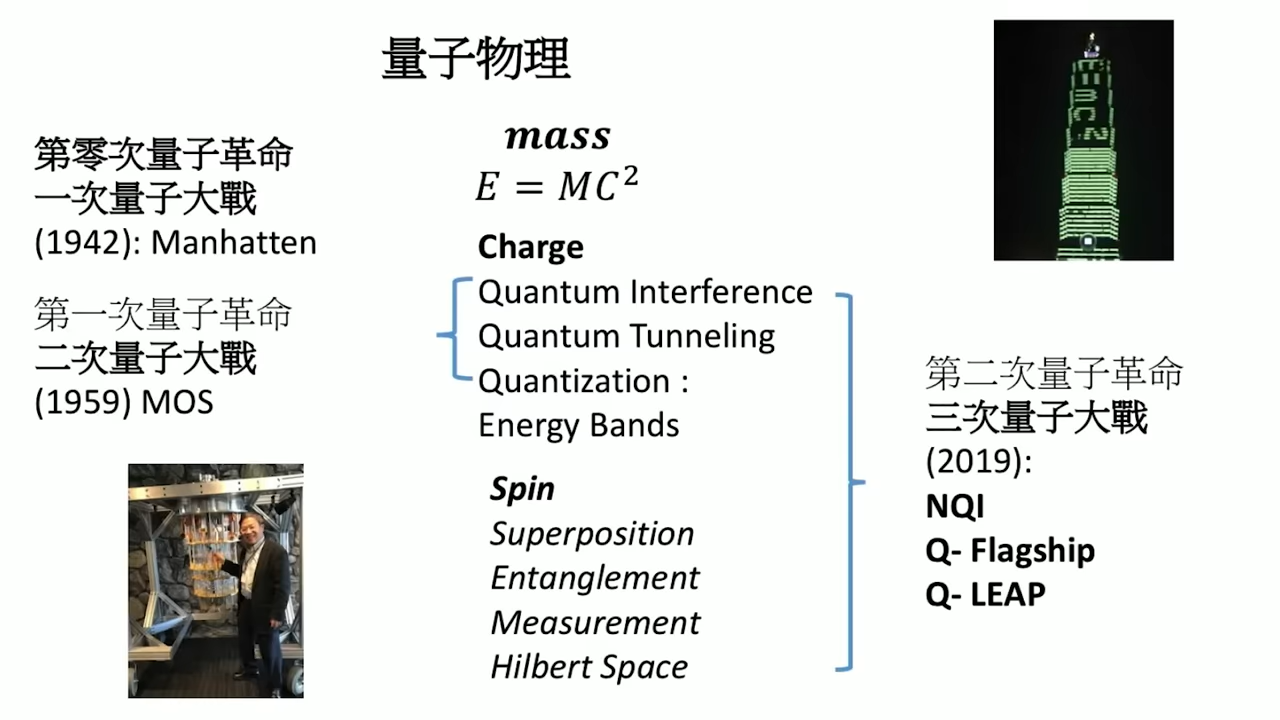 量子物理
第零次量子革命
一次量子大戰
(1942): Manhatten
第一次量子革命
二次量子大戰
(1959) MOS
mass
E = MC²
Charge
Quantum Interference
Quantum Tunneling
Quantization :
Energy Bands
Spin
Superposition
Entanglement
Measurement
Hilbert Space
E=mc²
第二次量子革命
三次量子大戰
(2019):
NQI
Q- Flagship
Q- LEAP